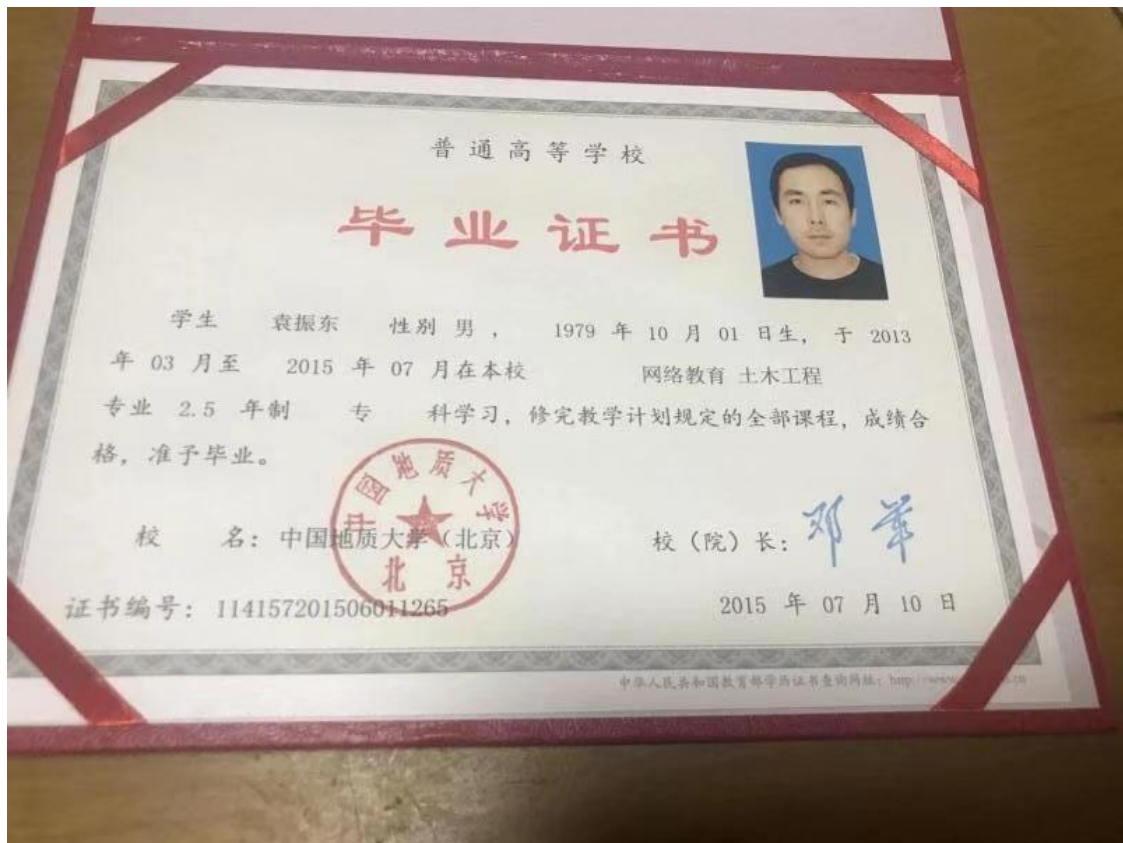 普通高等学校
毕业证书
学生 袁振东 性别 男 , 1979 年 10 月 01 日生, 于 2013
年 03 月至 2015 年 07 月在本校 网络教育 土木工程
专业 2.5 年制 专 科学习, 修完教学计划规定的全部课程, 成绩合
格, 准予毕业。
中国地质大学
北京
校 名: 中国地质大学(北京) 校(院)长: 邓军
证书编号: 114157201506011265 2015 年 07 月 10 日
中华人民共和国教育部学历证书查询网址: http://www